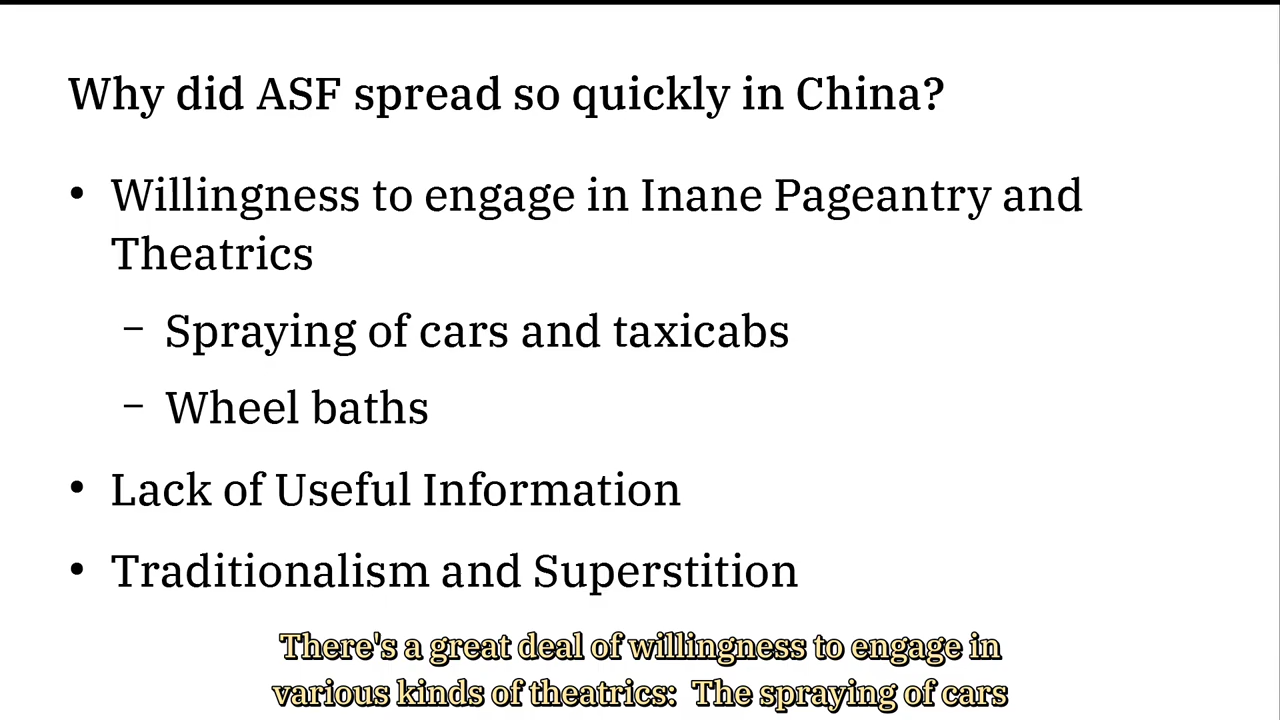 Why did ASF spread so quickly in China?
• Willingness to engage in Inane Pageantry and
Theatrics
– Spraying of cars and taxicabs
– Wheel baths
• Lack of Useful Information
• Traditionalism and Superstition
There's a great deal of willingness to engage in
various kinds of theatrics:  The spraying of cars